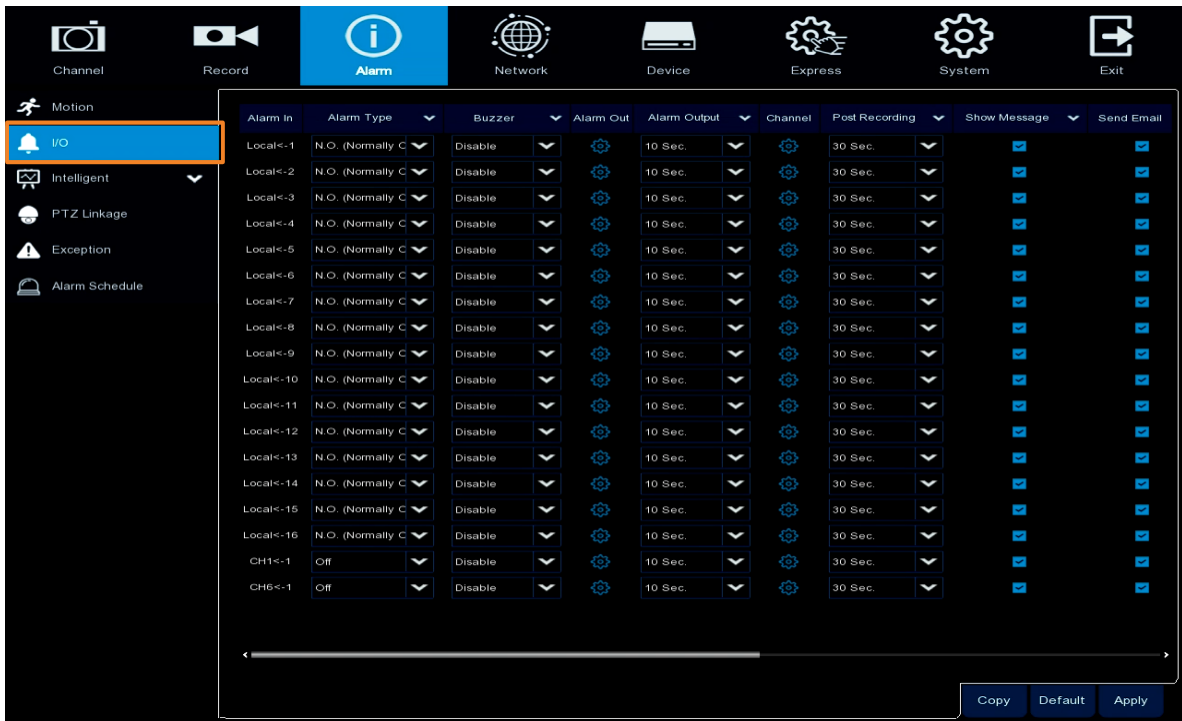 Channel Record Alarm Network Device Express System Exit
Motion
I/O
Intelligent
PTZ Linkage
Exception
Alarm Schedule
Alarm In Alarm Type Buzzer Alarm Out Alarm Output Channel Post Recording Show Message Send Email
Local<-1 N.O. (Normally C Disable 10 Sec. 30 Sec.
Local<-2 N.O. (Normally C Disable 10 Sec. 30 Sec.
Local<-3 N.O. (Normally C Disable 10 Sec. 30 Sec.
Local<-4 N.O. (Normally C Disable 10 Sec. 30 Sec.
Local<-5 N.O. (Normally C Disable 10 Sec. 30 Sec.
Local<-6 N.O. (Normally C Disable 10 Sec. 30 Sec.
Local<-7 N.O. (Normally C Disable 10 Sec. 30 Sec.
Local<-8 N.O. (Normally C Disable 10 Sec. 30 Sec.
Local<-9 N.O. (Normally C Disable 10 Sec. 30 Sec.
Local<-10 N.O. (Normally C Disable 10 Sec. 30 Sec.
Local<-11 N.O. (Normally C Disable 10 Sec. 30 Sec.
Local<-12 N.O. (Normally C Disable 10 Sec. 30 Sec.
Local<-13 N.O. (Normally C Disable 10 Sec. 30 Sec.
Local<-14 N.O. (Normally C Disable 10 Sec. 30 Sec.
Local<-15 N.O. (Normally C Disable 10 Sec. 30 Sec.
Local<-16 N.O. (Normally C Disable 10 Sec. 30 Sec.
CH1<-1 Off Disable 10 Sec. 30 Sec.
CH6<-1 Off Disable 10 Sec. 30 Sec.
Copy Default Apply